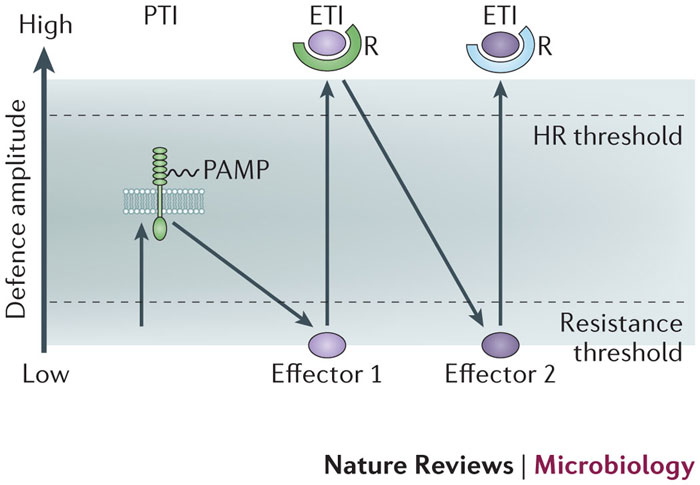 High
PTI
ETI
ETI
R
R
HR threshold
PAMP
Defence amplitude
Resistance
threshold
Low
Effector 1
Effector 2
Nature Reviews | Microbiology